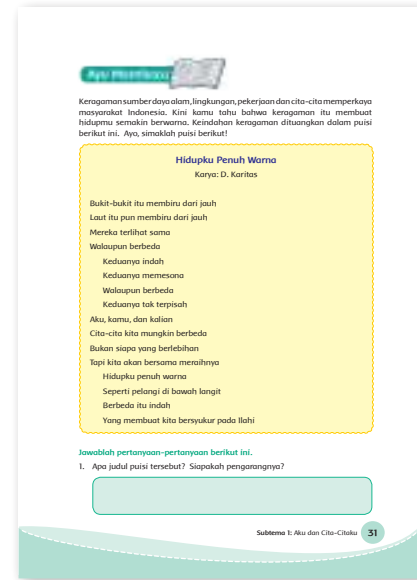 Ayo Membaca
Keragaman sumber daya alam, lingkungan, pekerjaan dan cita-cita memperkaya
masyarakat Indonesia. Kini kamu tahu bahwa keragaman itu membuat
hidupmu semakin berwarna. Keindahan keragaman dituangkan dalam puisi
berikut ini. Ayo, simaklah puisi berikut!
Hidupku Penuh Warna
Karya: D. Karitas
Bukit-bukit itu membiru dari jauh
Laut itu pun membiru dari jauh
Mereka terlihat sama
Walaupun berbeda
Keduanya indah
Keduanya memesona
Walaupun berbeda
Keduanya tak terpisah
Aku, kamu, dan kalian
Cita-cita kita mungkin berbeda
Bukan siapa yang berlebihan
Tapi kita akan bersama meraihnya
Hidupku penuh warna
Seperti pelangi di bawah langit
Berbeda itu indah
Yang membuat kita bersyukur pada Ilahi
Jawablah pertanyaan-pertanyaan berikut ini.
1. Apa judul puisi tersebut? Siapakah pengarangnya?
Subtema 1: Aku dan Cita-Citaku 31